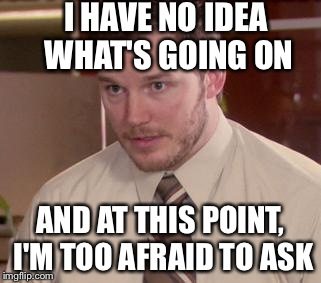 I HAVE NO IDEA
WHAT'S GOING ON
AND AT THIS POINT,
I'M TOO AFRAID TO ASK
imgflip.com